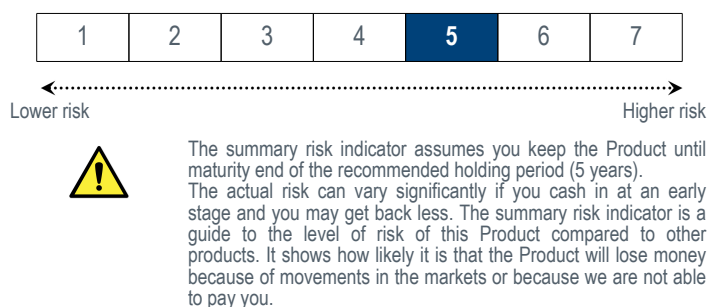 1 2 3 4 5 6 7
Lower risk Higher risk
!
The summary risk indicator assumes you keep the Product until
maturity end of the recommended holding period (5 years).
The actual risk can vary significantly if you cash in at an early
stage and you may get back less. The summary risk indicator is a
guide to the level of risk of this Product compared to other
products. It shows how likely it is that the Product will lose money
because of movements in the markets or because we are not able
to pay you.